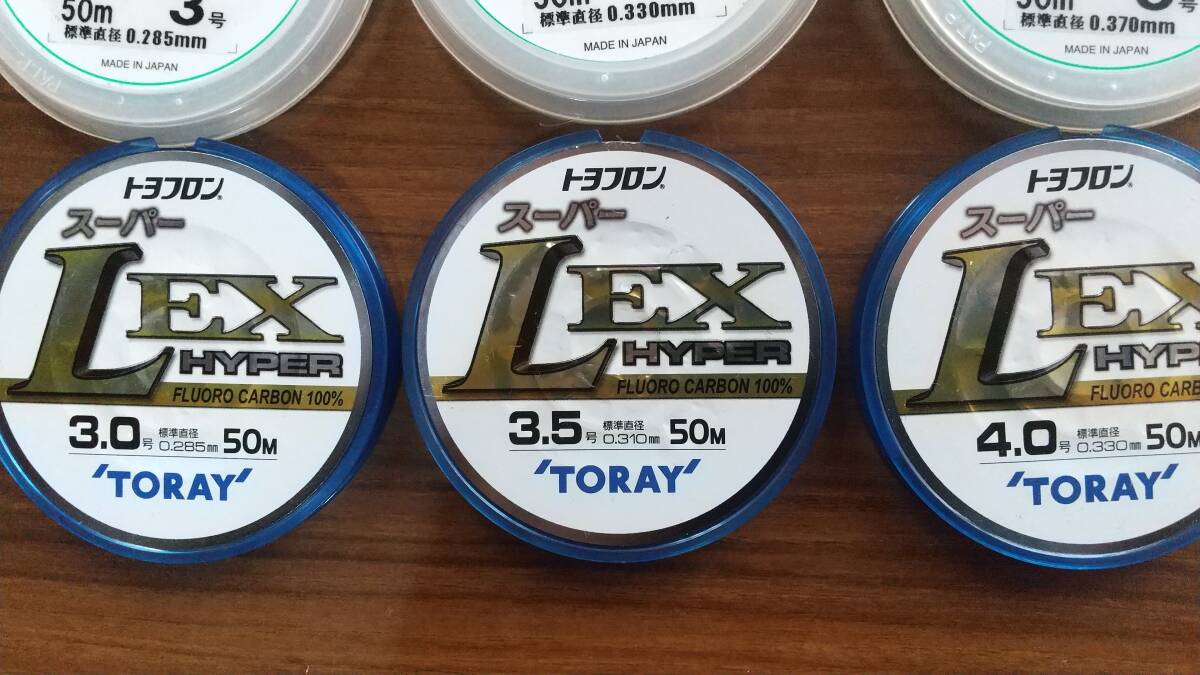 50m 3号
標準直径 0.285mm
MADE IN JAPAN
50m
標準直径 0.330mm
MADE IN JAPAN
50m 号
標準直径 0.370mm
MADE IN JAPAN
トヨフロン®
スーパー
LEX
HYPER
FLUORO CARBON 100%
3.0号 標準直径 0.285mm 50M
'TORAY'
トヨフロン®
スーパー
LEX
HYPER
FLUORO CARBON 100%
3.5号 標準直径 0.310mm 50M
'TORAY'
トヨフロン®
スーパー
LEX
HYPER
FLUORO CARBO
4.0号 標準直径 0.330mm 50M
'TORAY'